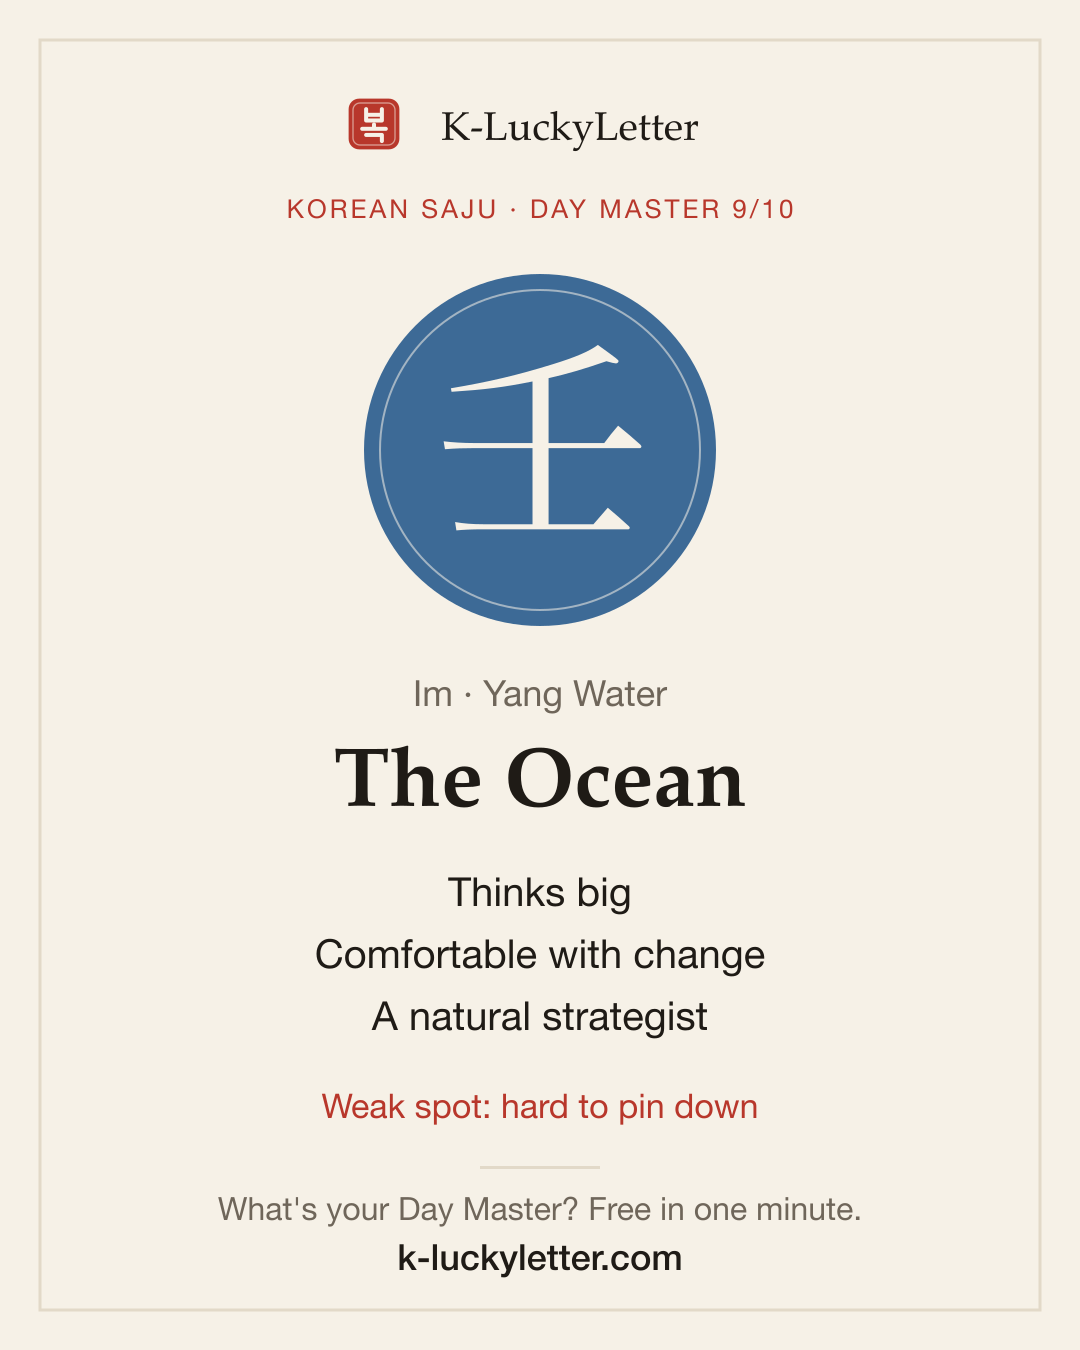 복 K-LuckyLetter
KOREAN SAJU · DAY MASTER 9/10
壬
Im · Yang Water
The Ocean
Thinks big
Comfortable with change
A natural strategist
Weak spot: hard to pin down
What's your Day Master? Free in one minute.
k-luckyletter.com